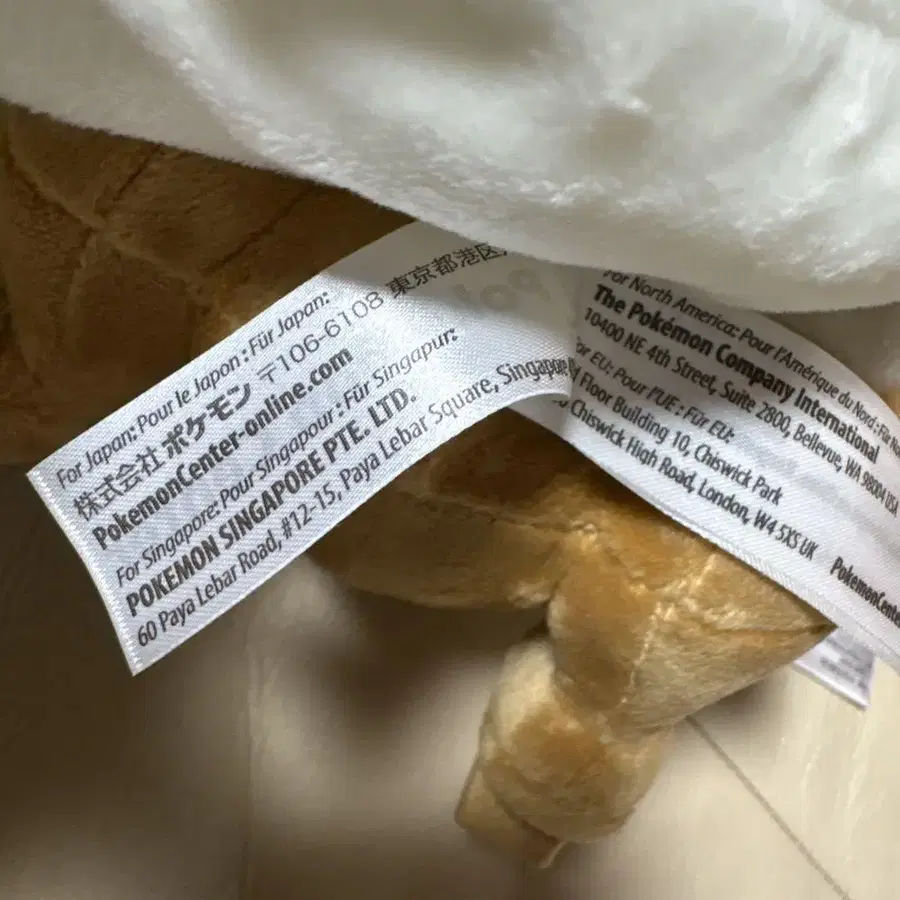 For Japan: Pour le Japon : Für Japan:
株式会社 ポケモン 〒106-6108 東京都港区
PokemonCenter-online.com
For Singapore: Pour Singapour : Für Singapur:
POKEMON SINGAPORE PTE. LTD.
60 Paya Lebar Road, #12-15, Paya Lebar Square, Singapore
For North America: Pour l'Amérique du Nord : Für
The Pokémon Company International
10400 NE 4th Street, Suite 2800, Bellevue, WA 98004 USA
For EU: Pour l'UE : Für EU:
Floor Building 10, Chiswick Park
Chiswick High Road, London, W4 5XS UK
PokemonCenter